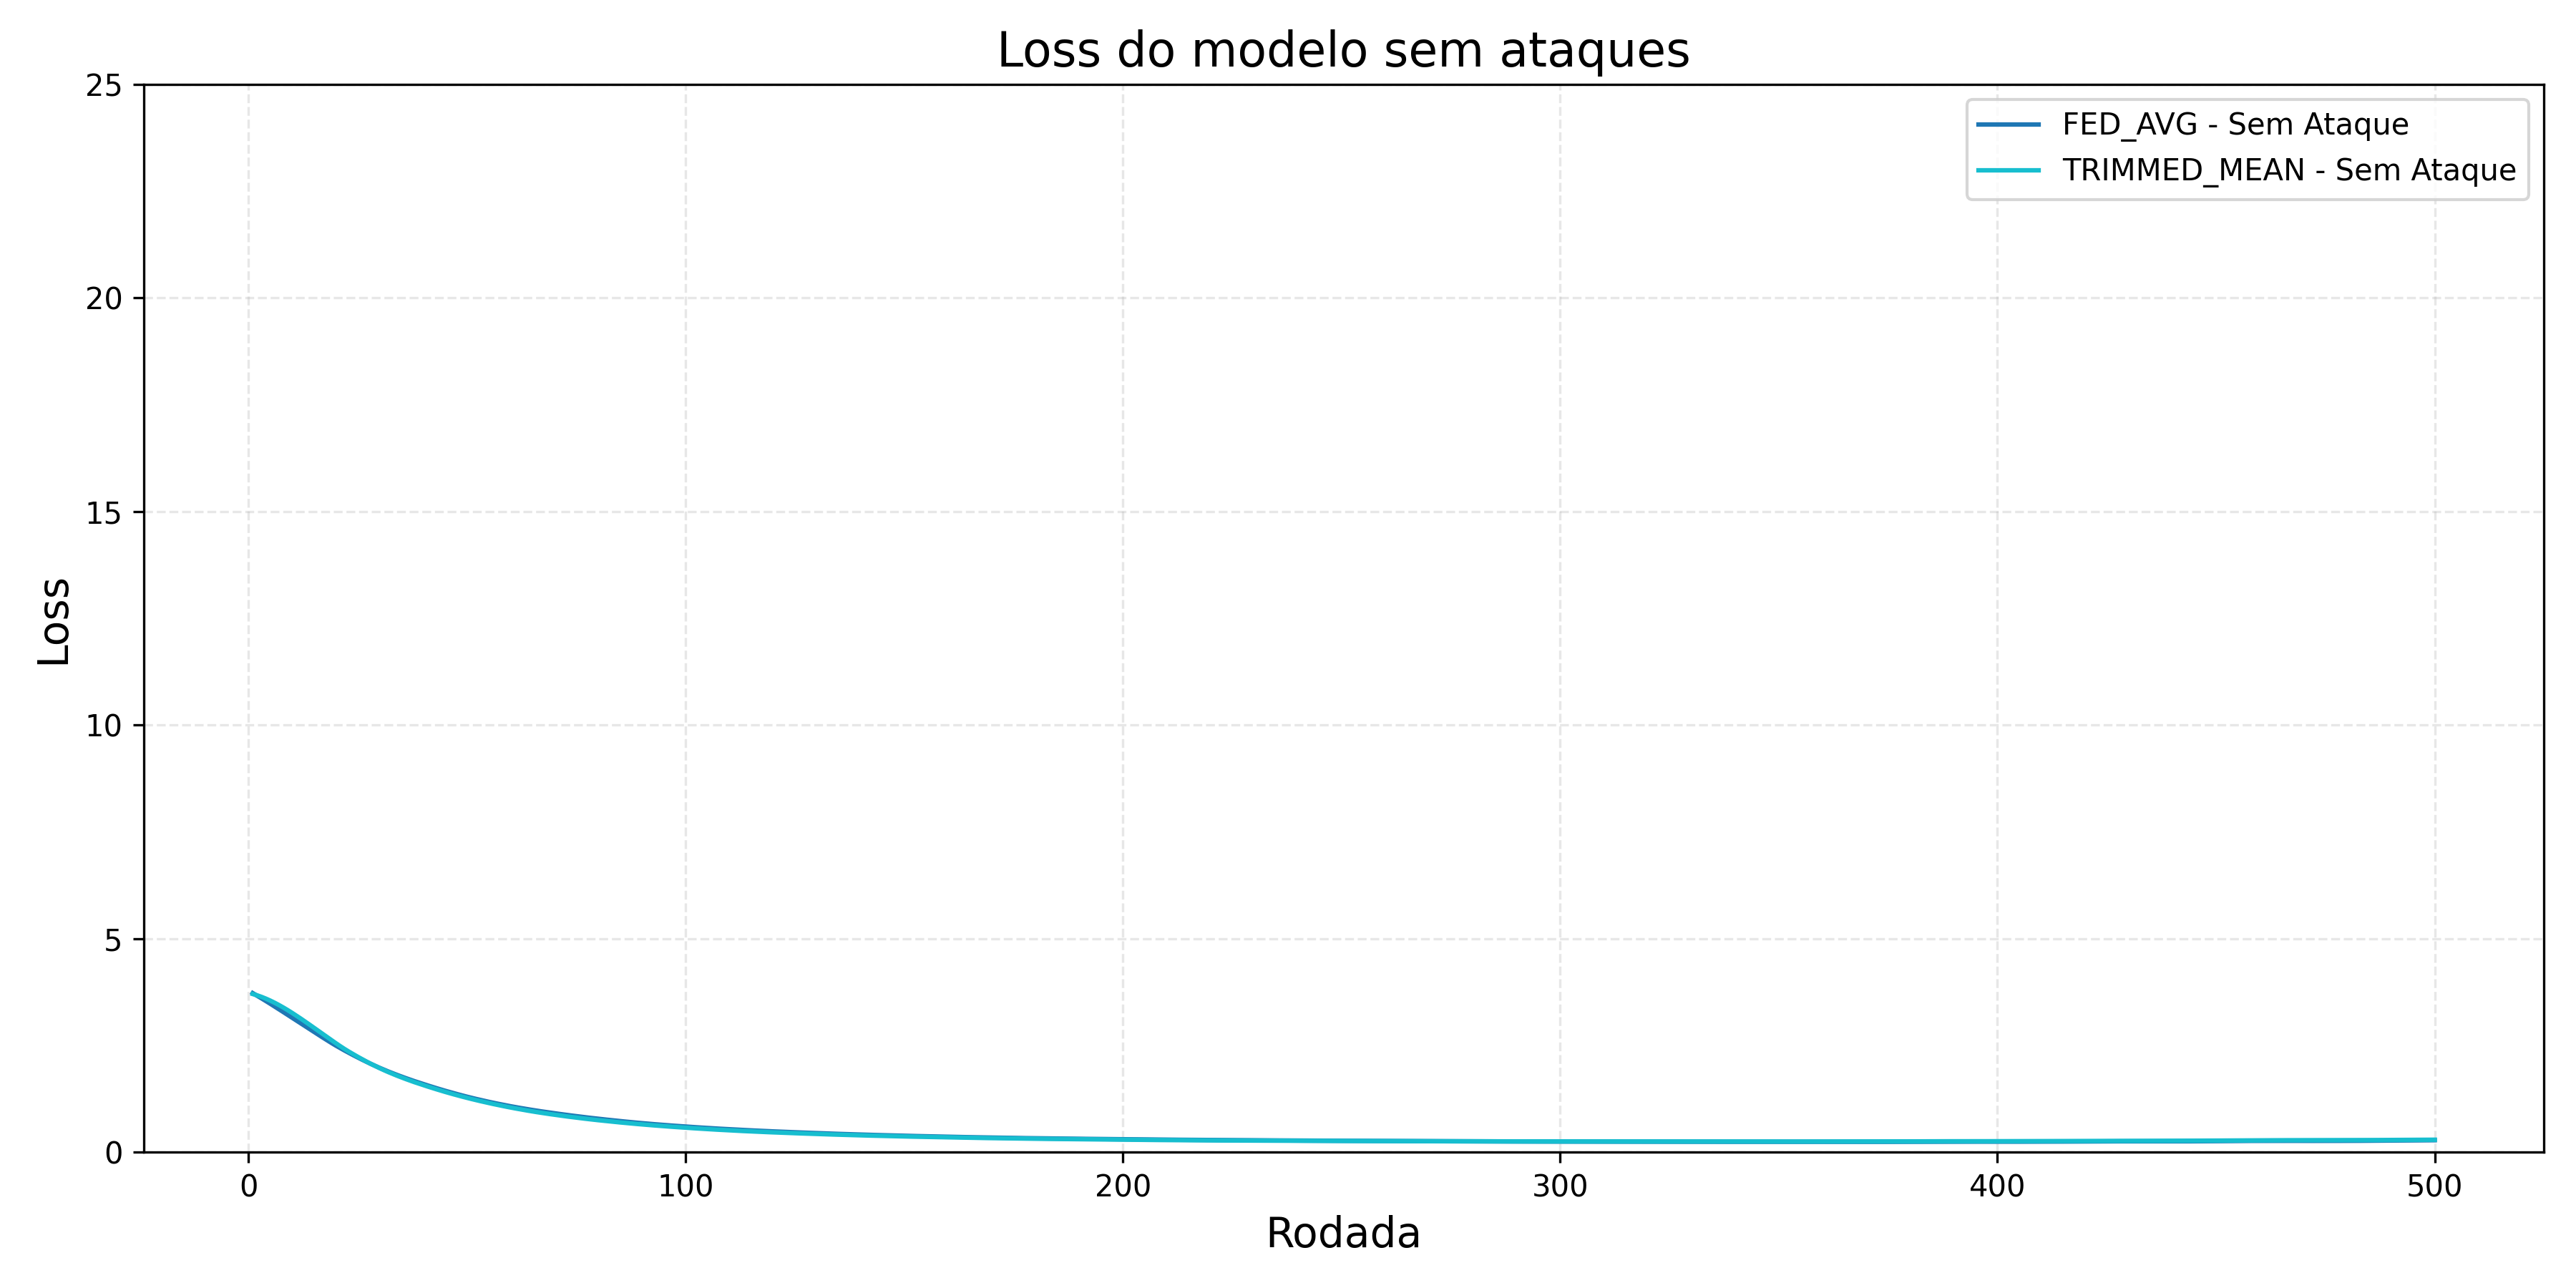 Loss do modelo sem ataques
25
20
15
10
5
0
Loss
FED_AVG - Sem Ataque
TRIMMED_MEAN - Sem Ataque
0 100 200 300 400 500
Rodada